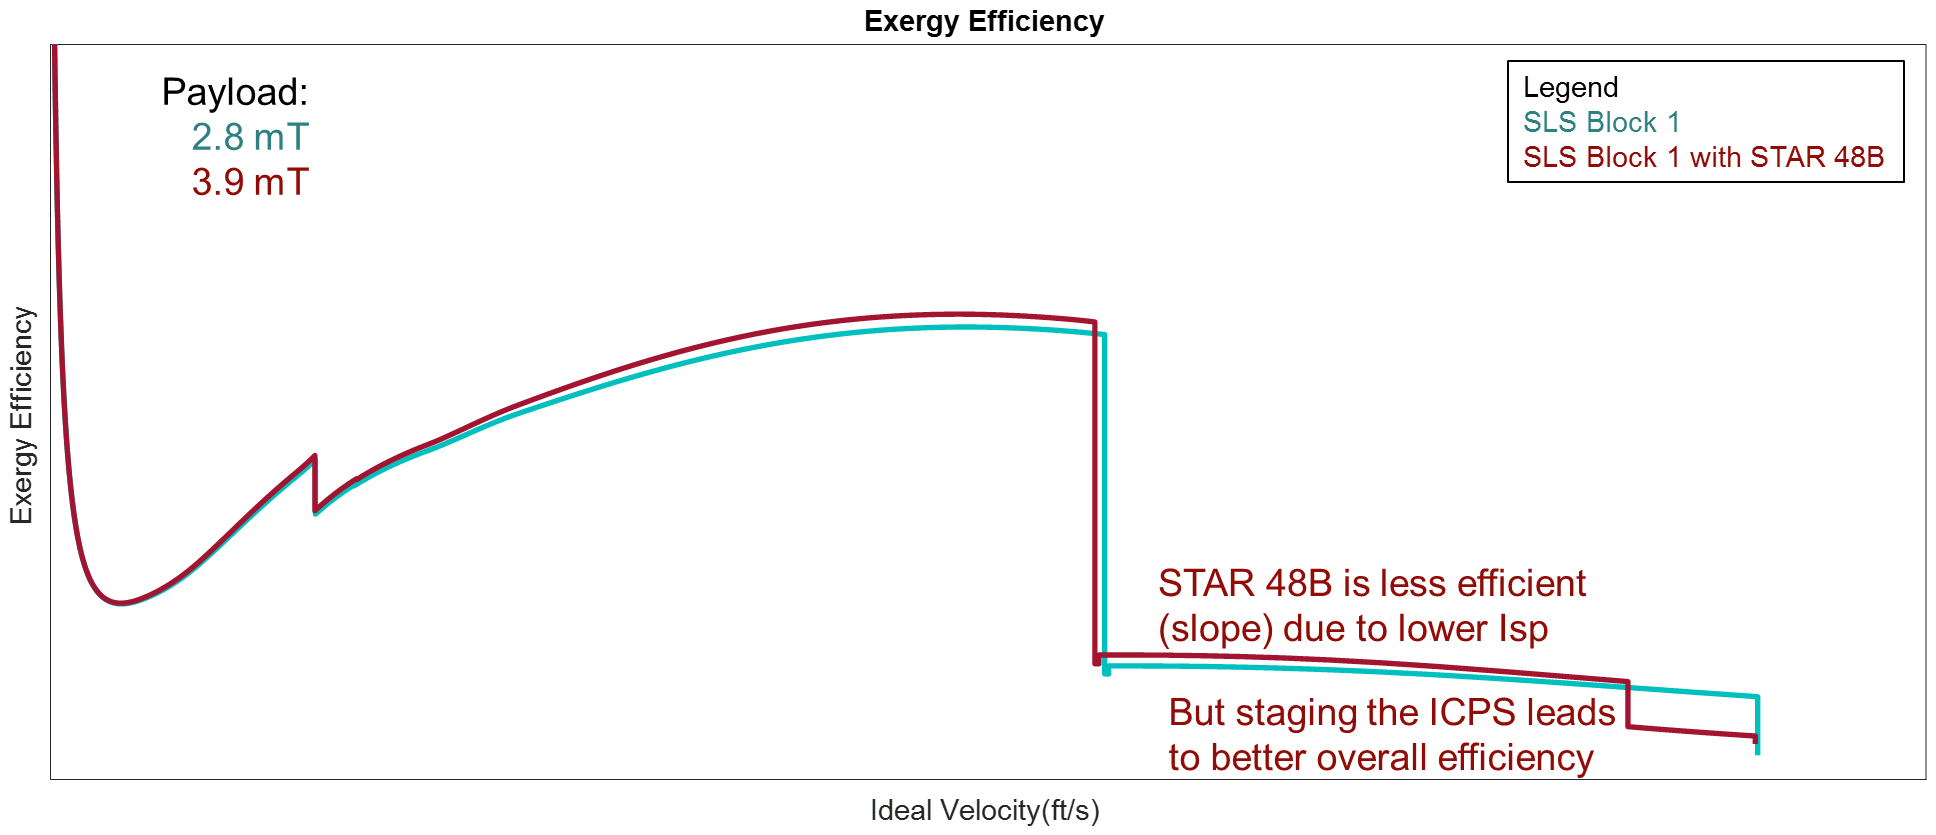 Exergy Efficiency
Payload:
2.8 mT
3.9 mT
Legend
SLS Block 1
SLS Block 1 with STAR 48B
Exergy Efficiency
STAR 48B is less efficient
(slope) due to lower Isp
But staging the ICPS leads
to better overall efficiency
Ideal Velocity(ft/s)